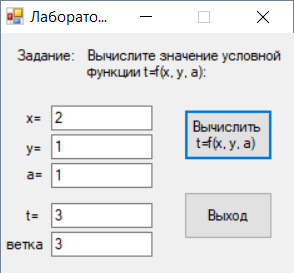 Лаборато...
Задание: Вычислите значение условной
функции t=f(x, y, a):
x= 2
y= 1
a= 1
Вычислить
t=f(x, y, a)
t= 3
ветка 3
Выход